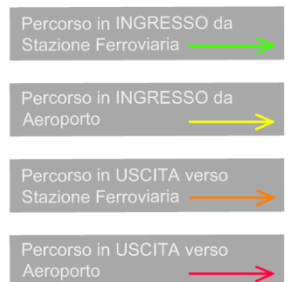 Percorso in INGRESSO da
Stazione Ferroviaria
Percorso in INGRESSO da
Aeroporto
Percorso in USCITA verso
Stazione Ferroviaria
Percorso in USCITA verso
Aeroporto